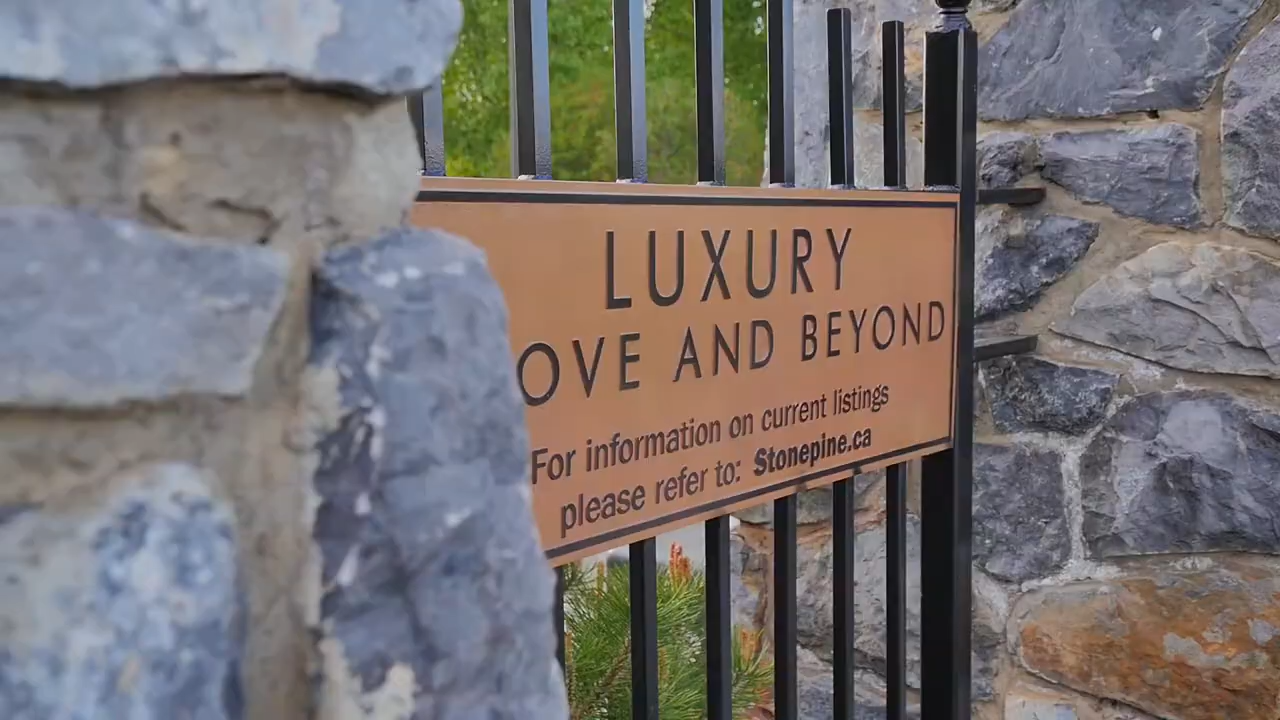 LUXURY
OVE AND BEYOND
For information on current listings
please refer to: Stonepine.ca